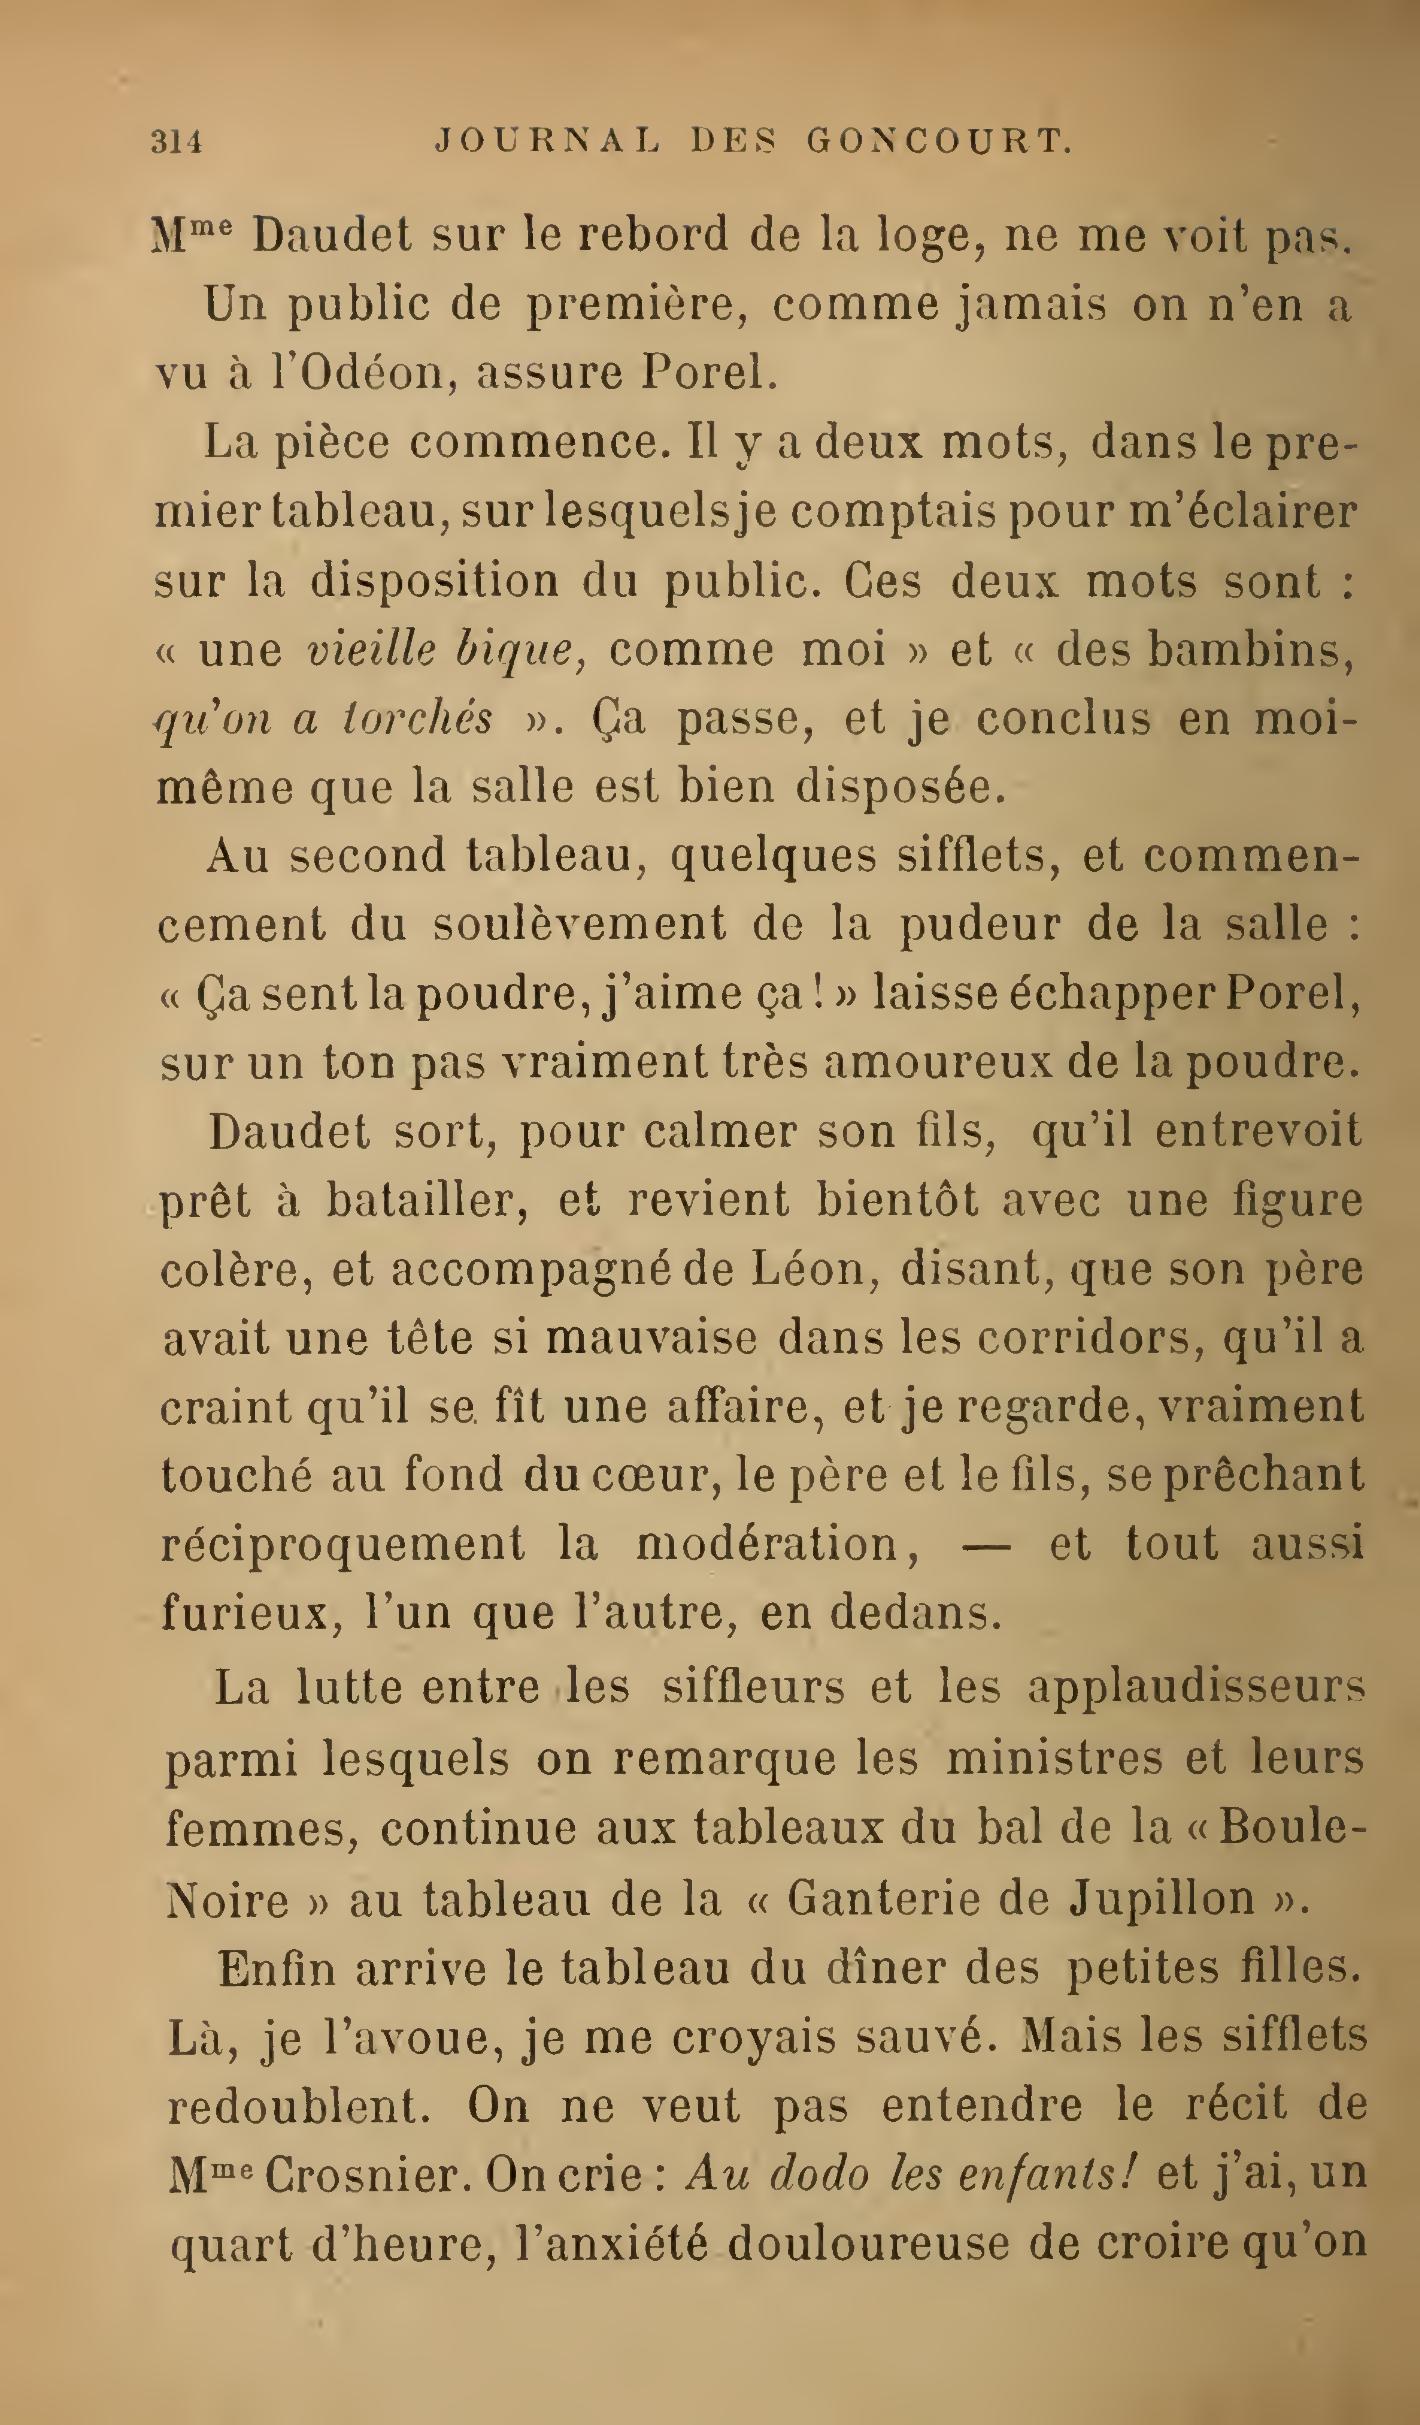 314 JOURNAL DES GONCOURT.
Mme Daudet sur le rebord de la loge, ne me voit pas.
Un public de première, comme jamais on n'en a
vu à l'Odéon, assure Porel.
La pièce commence. Il y a deux mots, dans le pre-
mier tableau, sur lesquels je comptais pour m'éclairer
sur la disposition du public. Ces deux mots sont :
« une vieille bique, comme moi » et « des bambins,
qu'on a torchés ». Ça passe, et je conclus en moi-
même que la salle est bien disposée.
Au second tableau, quelques sifflets, et commen-
cement du soulèvement de la pudeur de la salle :
« Ça sent la poudre, j'aime ça ! » laisse échapper Porel,
sur un ton pas vraiment très amoureux de la poudre.
Daudet sort, pour calmer son fils, qu'il entrevoit
prêt à batailler, et revient bientôt avec une figure
colère, et accompagné de Léon, disant, que son père
avait une tête si mauvaise dans les corridors, qu'il a
craint qu'il se fît une affaire, et je regarde, vraiment
touché au fond du cœur, le père et le fils, se prêchant
réciproquement la modération, — et tout aussi
furieux, l'un que l'autre, en dedans.
La lutte entre les siffleurs et les applaudisseurs
parmi lesquels on remarque les ministres et leurs
femmes, continue aux tableaux du bal de la « Boule-
Noire » au tableau de la « Ganterie de Jupillon ».
Enfin arrive le tableau du dîner des petites filles.
Là, je l'avoue, je me croyais sauvé. Mais les sifflets
redoublent. On ne veut pas entendre le récit de
Mme Crosnier. On crie : Au dodo les enfants! et j'ai, un
quart d'heure, l'anxiété douloureuse de croire qu'on